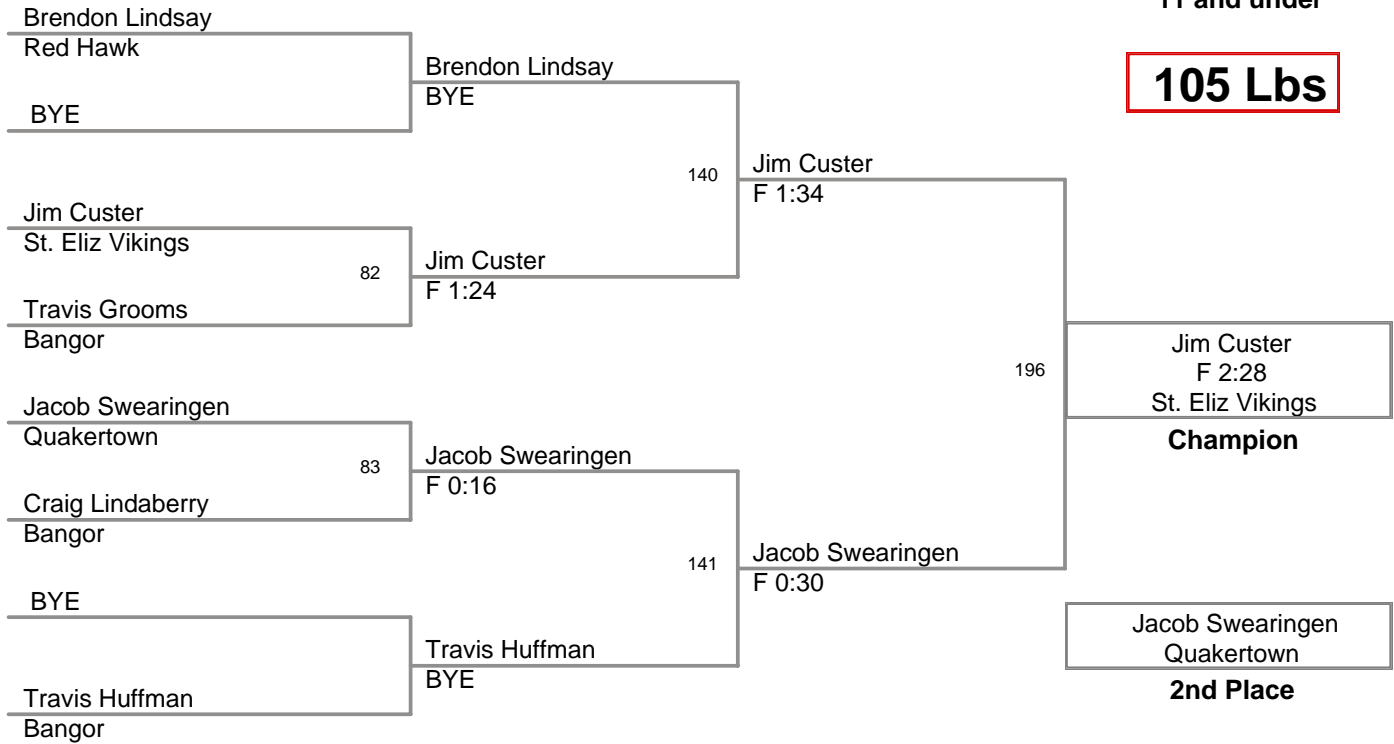 11 and under
105 Lbs
Brendon Lindsay
Red Hawk
BYE
Jim Custer
St. Eliz Vikings
82
Travis Grooms
Bangor
Jacob Swearingen
Quakertown
83
Craig Lindaberry
Bangor
BYE
Travis Huffman
Bangor
Brendon Lindsay
BYE
140
Jim Custer
F 1:24
Jacob Swearingen
F 0:16
141
Travis Huffman
BYE
Jim Custer
F 1:34
196
Jacob Swearingen
F 0:30
Jim Custer
F 2:28
St. Eliz Vikings
Champion
Jacob Swearingen
Quakertown
2nd Place